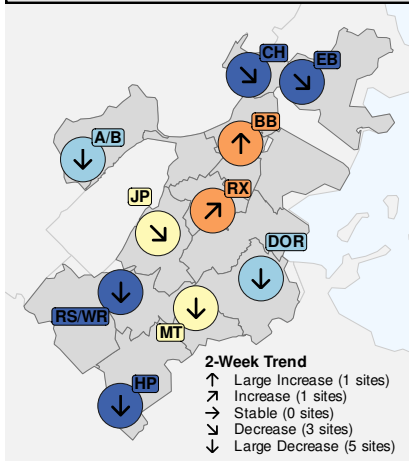 CH
EB
BB
A/B
RX
JP
DOR
RS/WR
MT
HP
2-Week Trend
↑ Large Increase (1 sites)
↗ Increase (1 sites)
→ Stable (0 sites)
↘ Decrease (3 sites)
↓ Large Decrease (5 sites)